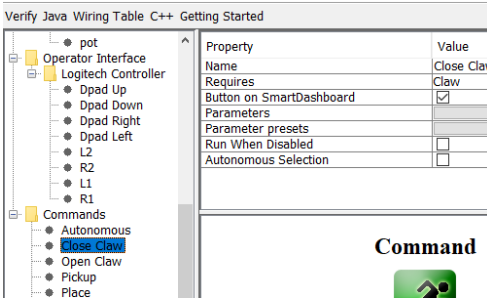 Verify Java Wiring Table C++ Getting Started
pot
Operator Interface
Logitech Controller
Dpad Up
Dpad Down
Dpad Right
Dpad Left
L2
R2
L1
R1
Commands
Autonomous
Close Claw
Open Claw
Pickup
Place
Property Value
Name Close Claw
Requires Claw
Button on SmartDashboard
Parameters
Parameter presets
Run When Disabled
Autonomous Selection
Command